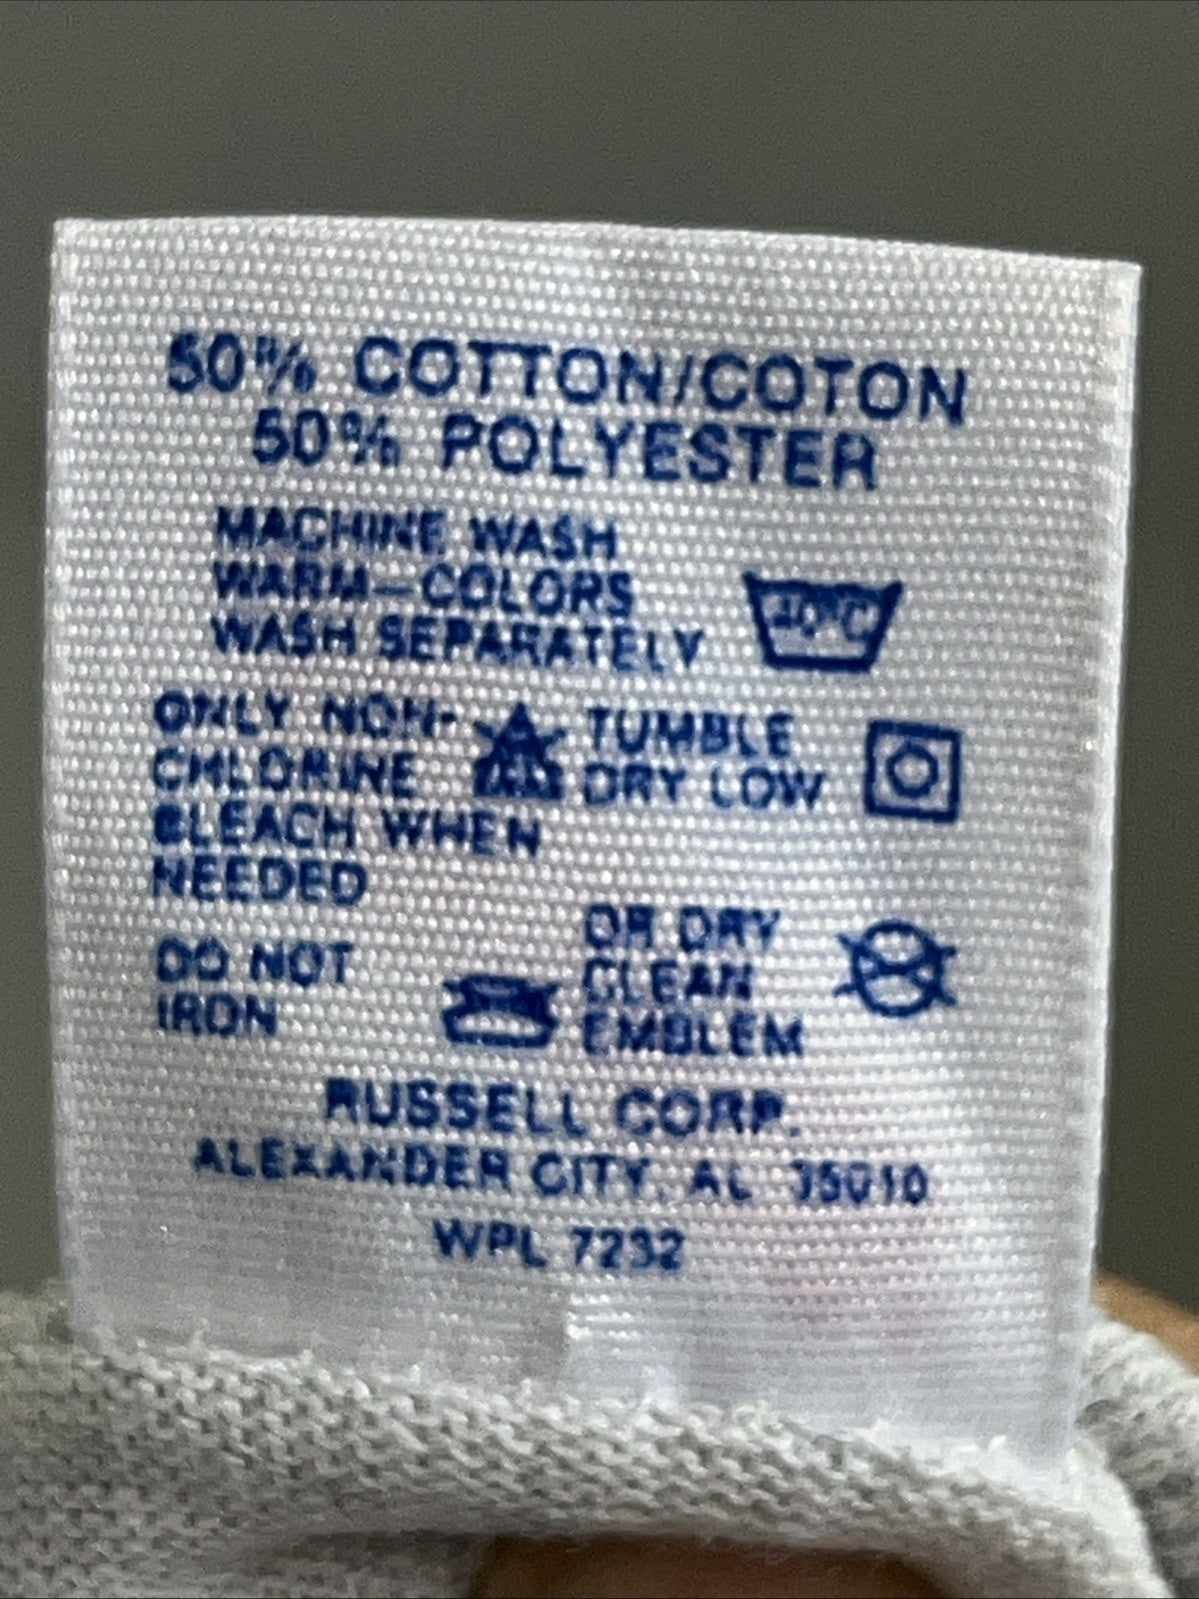 50% COTTON/COTON
50% POLYESTER
MACHINE WASH
WARM—COLORS
WASH SEPARATELY
40°C
ONLY NON-
CHLORINE
BLEACH WHEN
NEEDED
TUMBLE
DRY LOW
DO NOT
IRON
OR DRY
CLEAN
EMBLEM
RUSSELL CORP.
ALEXANDER CITY, AL 35010
WPL 7232